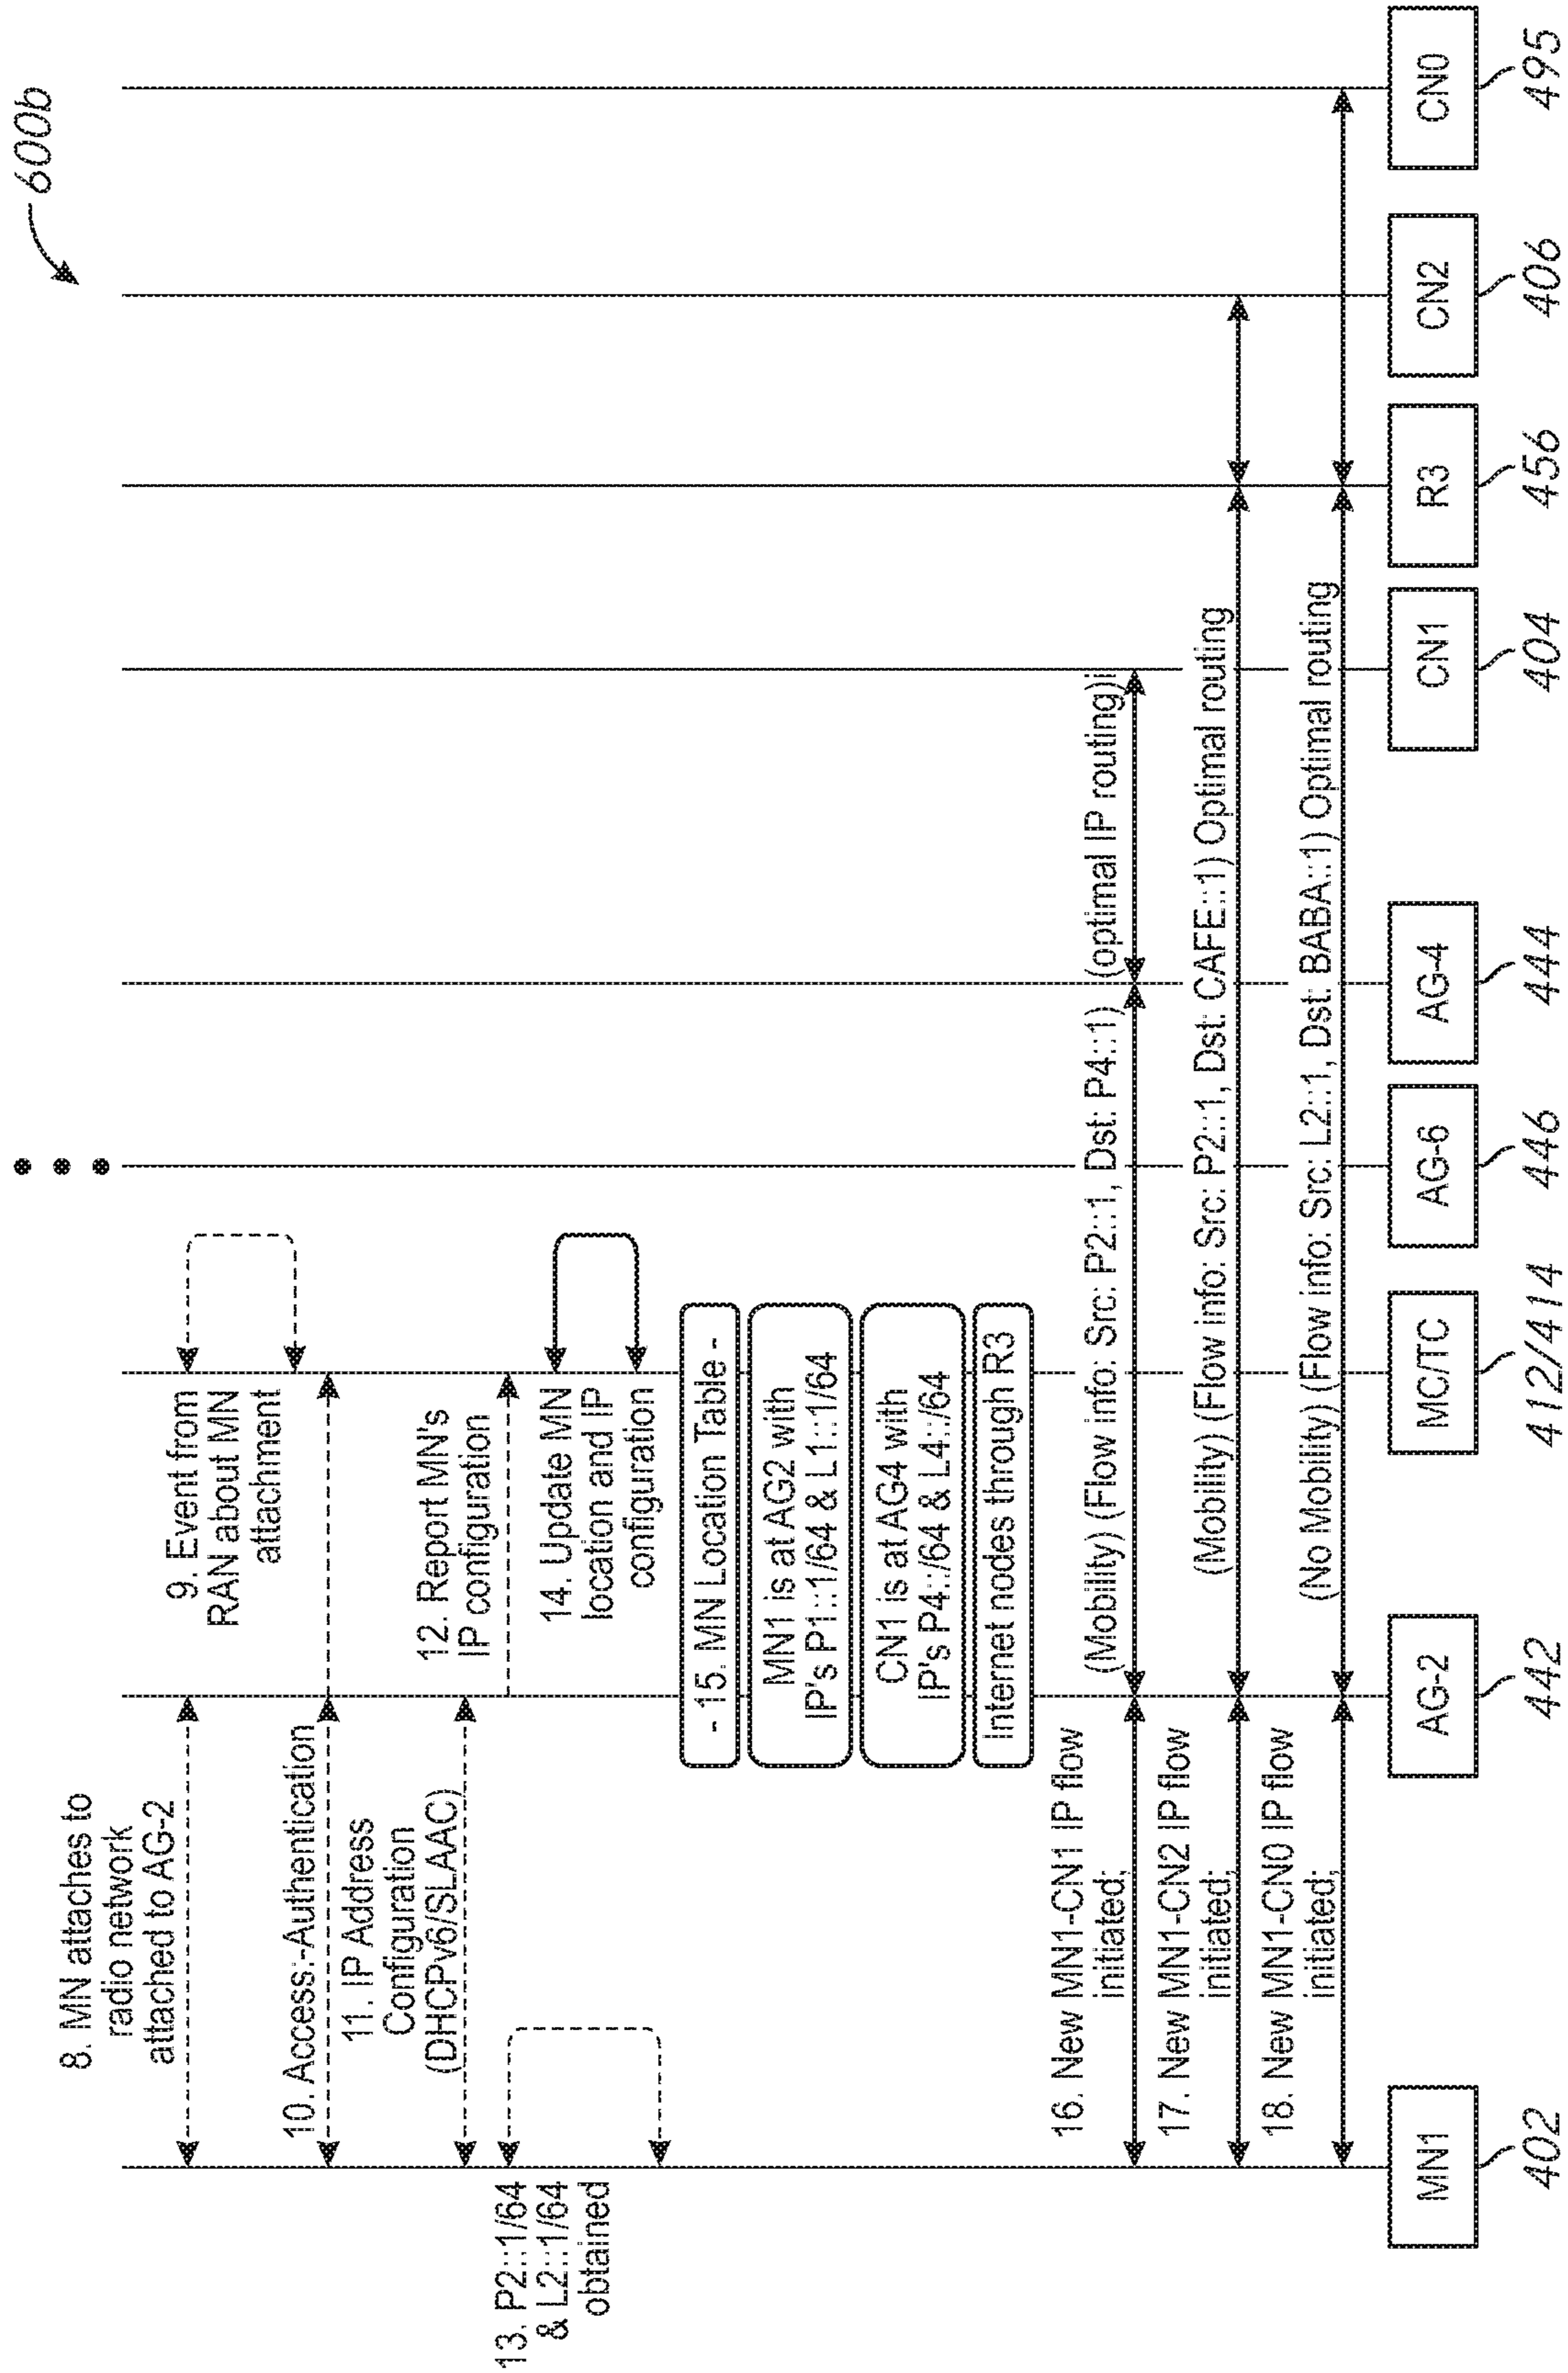 600b
8. MN attaches to
radio network
attached to AG-2
9. Event from
RAN about MN
attachment
10. Access:-Authentication
11. IP Address
Configuration
(DHCPv6/SLAAC)
12. Report MN's
IP configuration
13. P2::1/64
& L2::1/64
obtained
14. Update MN
location and IP
configuration
- 15. MN Location Table -
MN1 is at AG2 with
IP's P1::1/64 & L1::1/64
CN1 is at AG4 with
IP's P4::/64 & L4::/64
Internet nodes through R3
16. New MN1-CN1 IP flow
initiated;
(Mobility) (Flow info: Src: P2::1, Dst: P4::1) (optimal IP routing)i
17. New MN1-CN2 IP flow
initiated;
(Mobility) (Flow info: Src: P2::1, Dst: CAFE::1) Optimal routing
18. New MN1-CN0 IP flow
initiated;
(No Mobility) (Flow info: Src: L2::1, Dst: BABA::1) Optimal routing
MN1
AG-2
MC/TC
AG-6
AG-4
CN1
R3
CN2
CN0
402
442
412/414
446
444
404
456
406
495